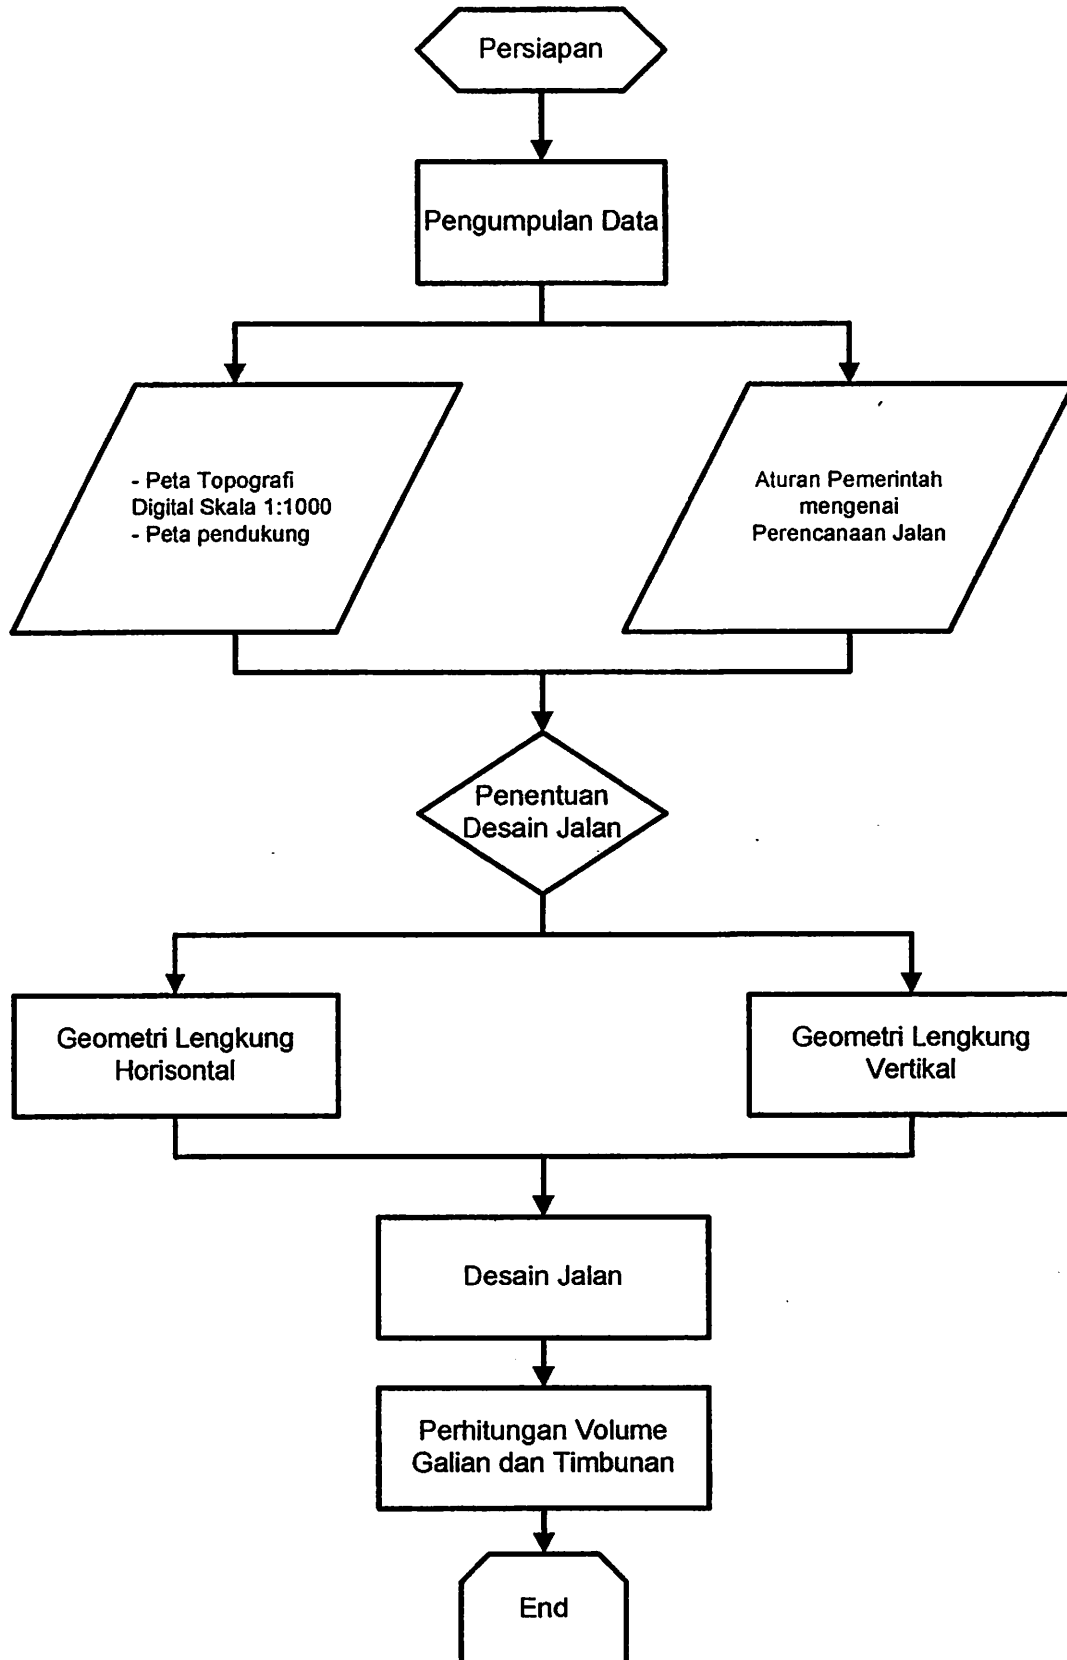 Persiapan
Pengumpulan Data
- Peta Topografi
Digital Skala 1:1000
- Peta pendukung
Aturan Pemerintah
mengenai
Perencanaan Jalan
Penentuan
Desain Jalan
Geometri Lengkung
Horisontal
Geometri Lengkung
Vertikal
Desain Jalan
Perhitungan Volume
Galian dan Timbunan
End